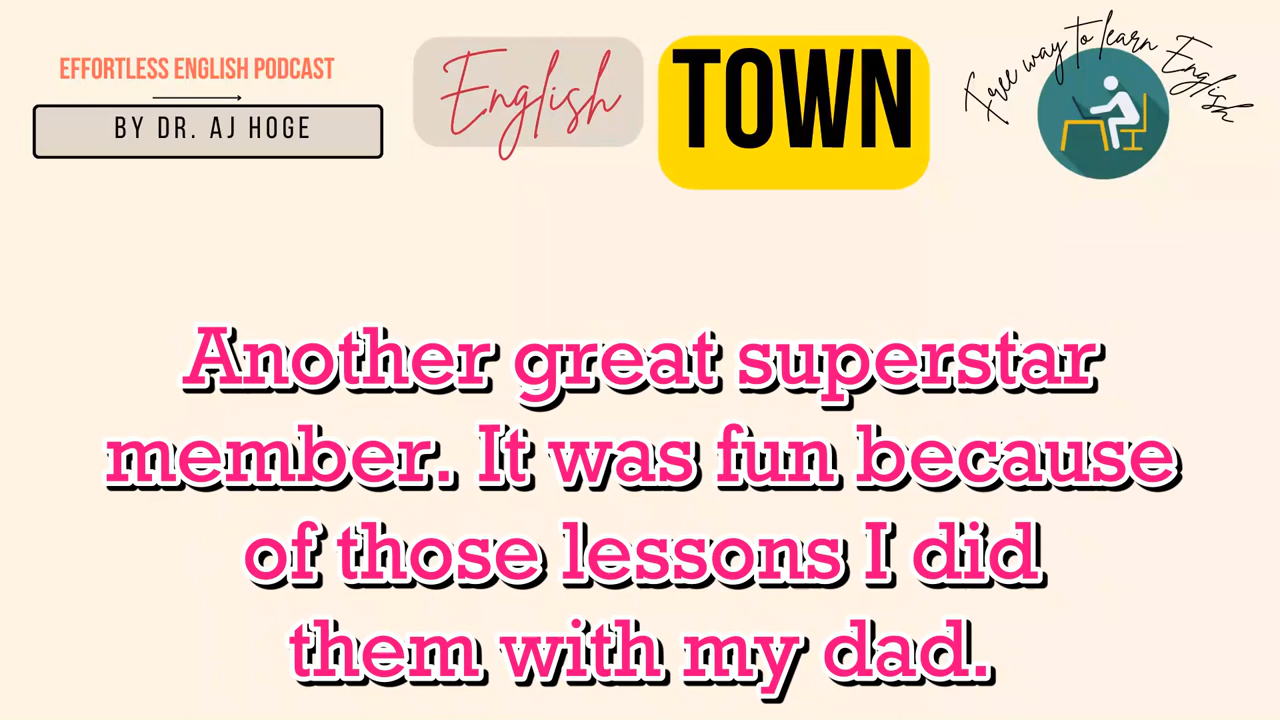 EFFORTLESS ENGLISH PODCAST
BY DR. AJ HOGE
English
TOWN
Free way to learn English
Another great superstar
member. It was fun because
of those lessons I did
them with my dad.